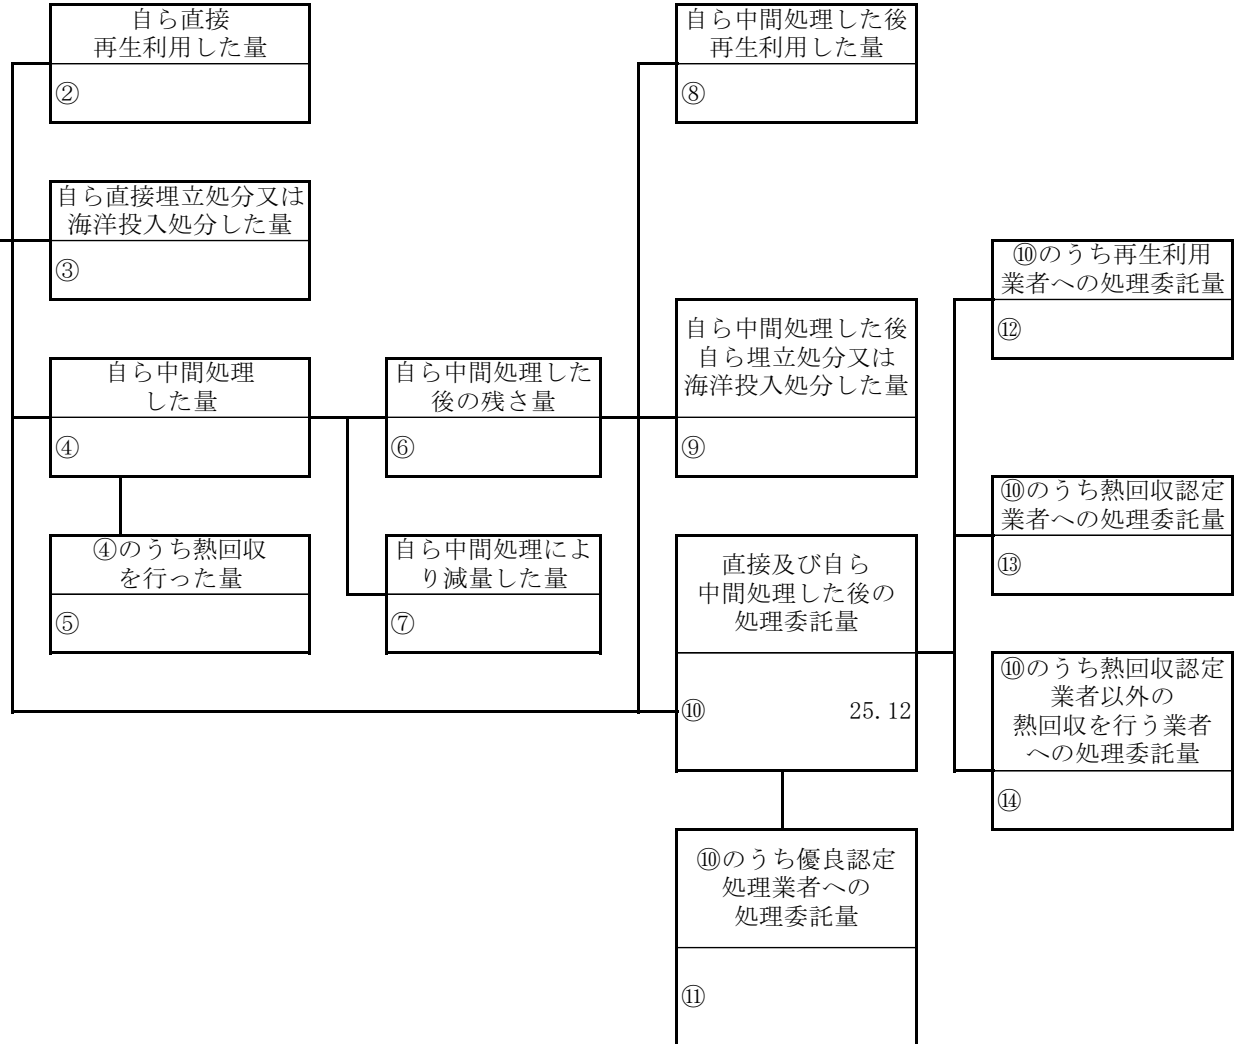 自ら直接
再生利用した量
②
自ら直接埋立処分又は
海洋投入処分した量
③
自ら中間処理
した量
④
④のうち熱回収
を行った量
⑤
自ら中間処理した
後の残さ量
⑥
自ら中間処理によ
り減量した量
⑦
自ら中間処理した後
再生利用した量
⑧
自ら中間処理した後
自ら埋立処分又は
海洋投入処分した量
⑨
直接及び自ら
中間処理した後の
処理委託量
⑩ 25.12
⑩のうち優良認定
処理業者への
処理委託量
⑪
⑩のうち再生利用
業者への処理委託量
⑫
⑩のうち熱回収認定
業者への処理委託量
⑬
⑩のうち熱回収認定
業者以外の
熱回収を行う業者
への処理委託量
⑭